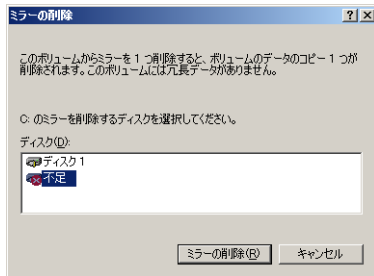 ミラーの削除
このボリュームからミラーを 1 つ削除すると、ボリュームのデータのコピー 1 つが
削除されます。このボリュームには冗長データがありません。
C: のミラーを削除するディスクを選択してください。
ディスク(D):
ディスク 1
不足
ミラーの削除(R)
キャンセル